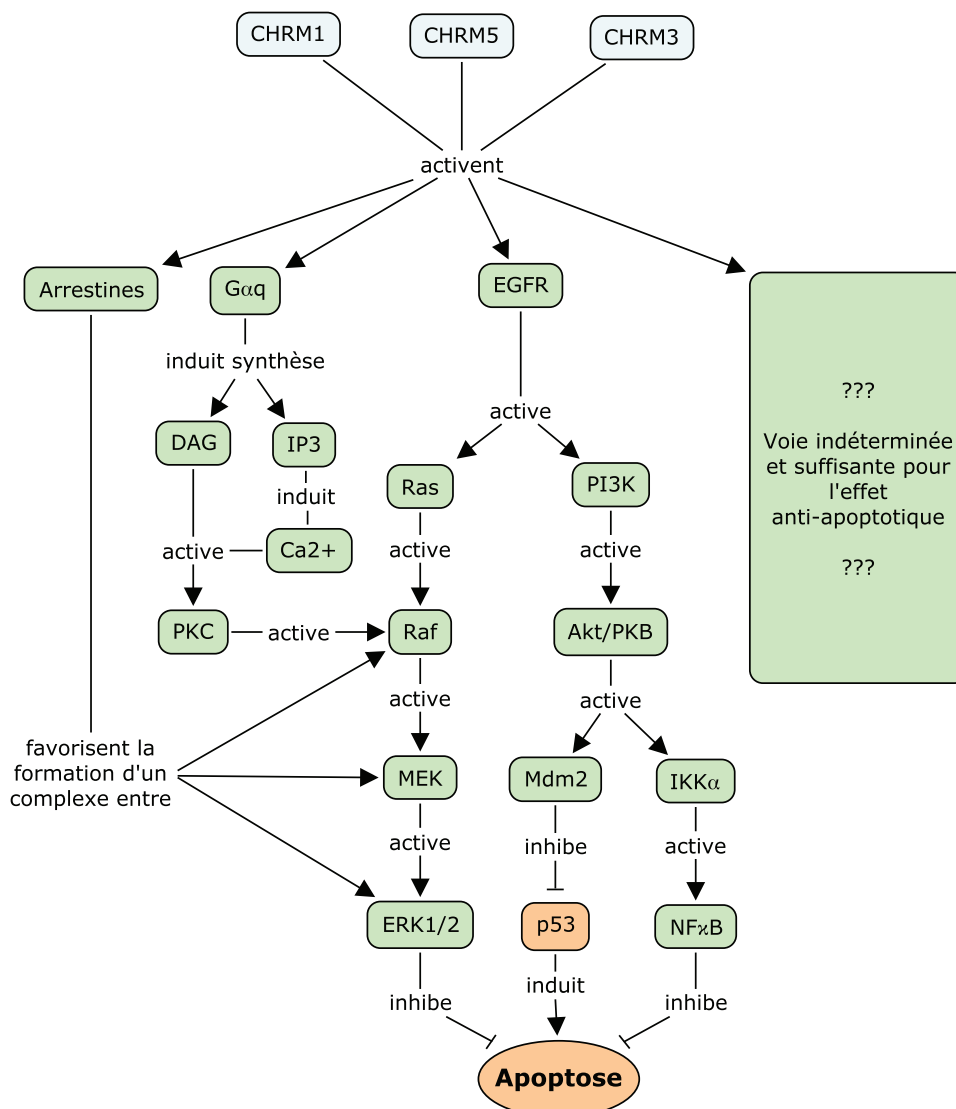 CHRM1
CHRM5
CHRM3
activent
Arrestines
Gαq
EGFR
induit synthèse
???
active
DAG
IP3
Voie indéterminée
et suffisante pour
l'effet
anti-apoptotique
Ras
PI3K
induit
active
Ca2+
active
active
???
PKC
active
Raf
Akt/PKB
active
active
favorisent la
formation d'un
complexe entre
MEK
Mdm2
IKKα
active
inhibe
active
ERK1/2
p53
NFϰB
induit
inhibe
inhibe
Apoptose